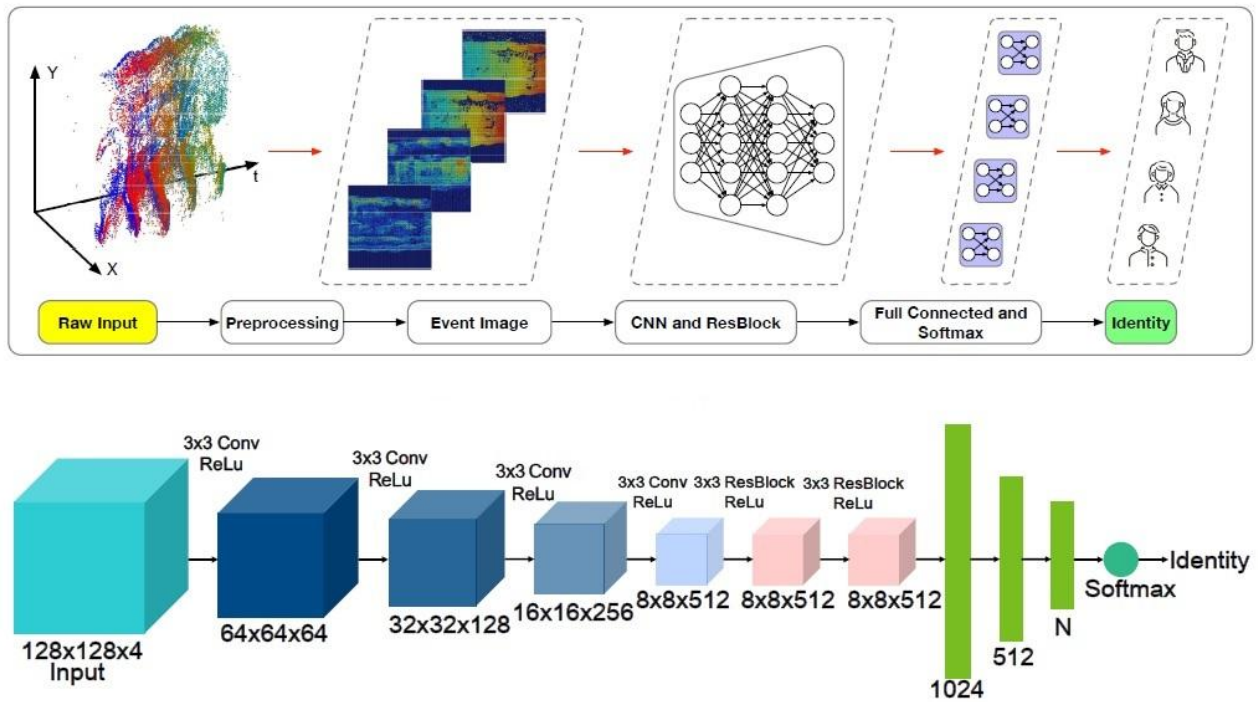 Y
t
X
Raw Input
Preprocessing
Event Image
CNN and ResBlock
Full Connected and
Softmax
Identity
3x3 Conv
ReLu
3x3 Conv
ReLu
3x3 Conv
ReLu
3x3 Conv
ReLu
3x3 ResBlock
ReLu
3x3 ResBlock
ReLu
128x128x4
Input
64x64x64
32x32x128
16x16x256
8x8x512
8x8x512
8x8x512
1024
512
N
Softmax
Identity